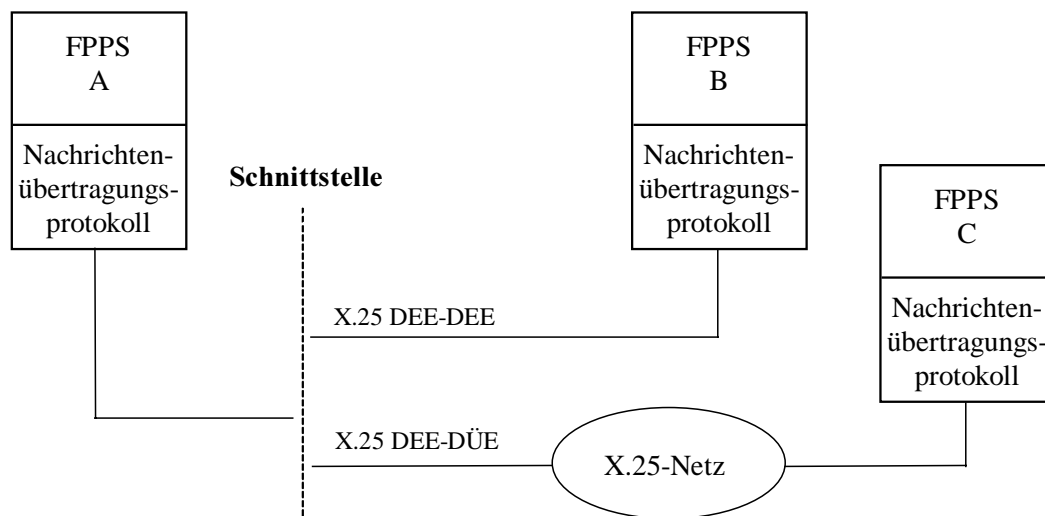 FPPS
A
Nachrichten-
übertragungs-
protokoll
Schnittstelle
FPPS
B
Nachrichten-
übertragungs-
protokoll
FPPS
C
Nachrichten-
übertragungs-
protokoll
X.25 DEE-DEE
X.25 DEE-DÜE
X.25-Netz